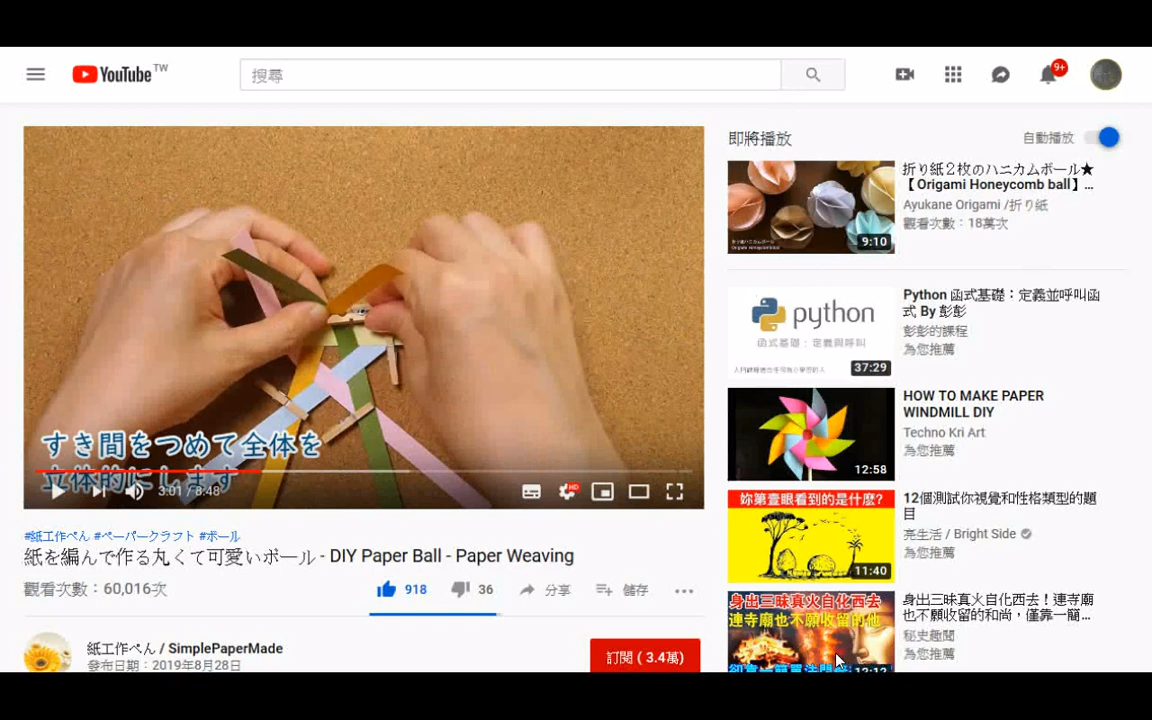 YouTube TW
搜尋
9+
すき間をつめて全体を
立体的にします
3:01 / 8:48
HD
#紙工作ぺん #ペーパークラフト #ボール
紙を編んで作る丸くて可愛いボール - DIY Paper Ball - Paper Weaving
觀看次數：60,016次
918
36
分享
儲存
紙工作ぺん / SimplePaperMade
發布日期：2019年8月28日
訂閱 ( 3.4萬)
即將播放
自動播放
9:10
折り紙２枚のハニカムボール★
【Origami Honeycomb ball】...
Ayukane Origami /折り紙
觀看次數：18萬次
python
函式基礎：定義與呼叫
37:29
Python 函式基礎：定義並呼叫函
式 By 彭彭
彭彭的課程
為您推薦
12:58
HOW TO MAKE PAPER
WINDMILL DIY
Techno Kri Art
為您推薦
妳第壹眼看到的是什麼?
11:40
12個測試你視覺和性格類型的題
目
亮生活 / Bright Side
為您推薦
身出三昧真火自化西去
連寺廟也不願收留的他
12:12
身出三昧真火自化西去！連寺廟
也不願收留的和尚，僅靠一簡...
秘史趣聞
為您推薦